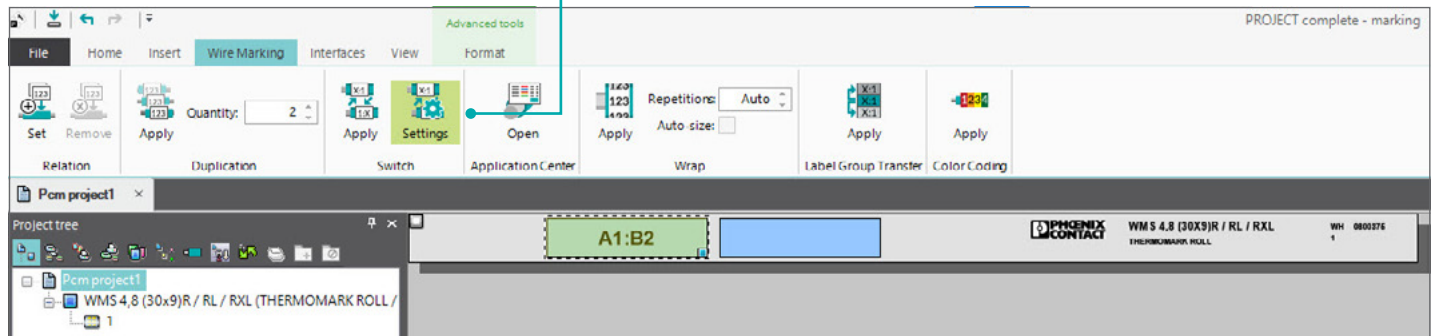 Advanced tools
PROJECT complete - marking
File Home Insert Wire Marking Interfaces View Format
Quantity: 2
Repetitions: Auto
Auto-size:
Set Remove Apply Apply Settings Open Apply Apply Apply
Relation Duplication Switch Application Center Wrap Label Group Transfer Color Coding
Pcm project1
Project tree
A1:B2
PHŒNIX CONTACT
WMS 4.8 (30X9)R / RL / RXL
THERMOMARK ROLL
WH 0800376
1
Pcm project1
WMS 4,8 (30x9)R / RL / RXL (THERMOMARK ROLL /
1